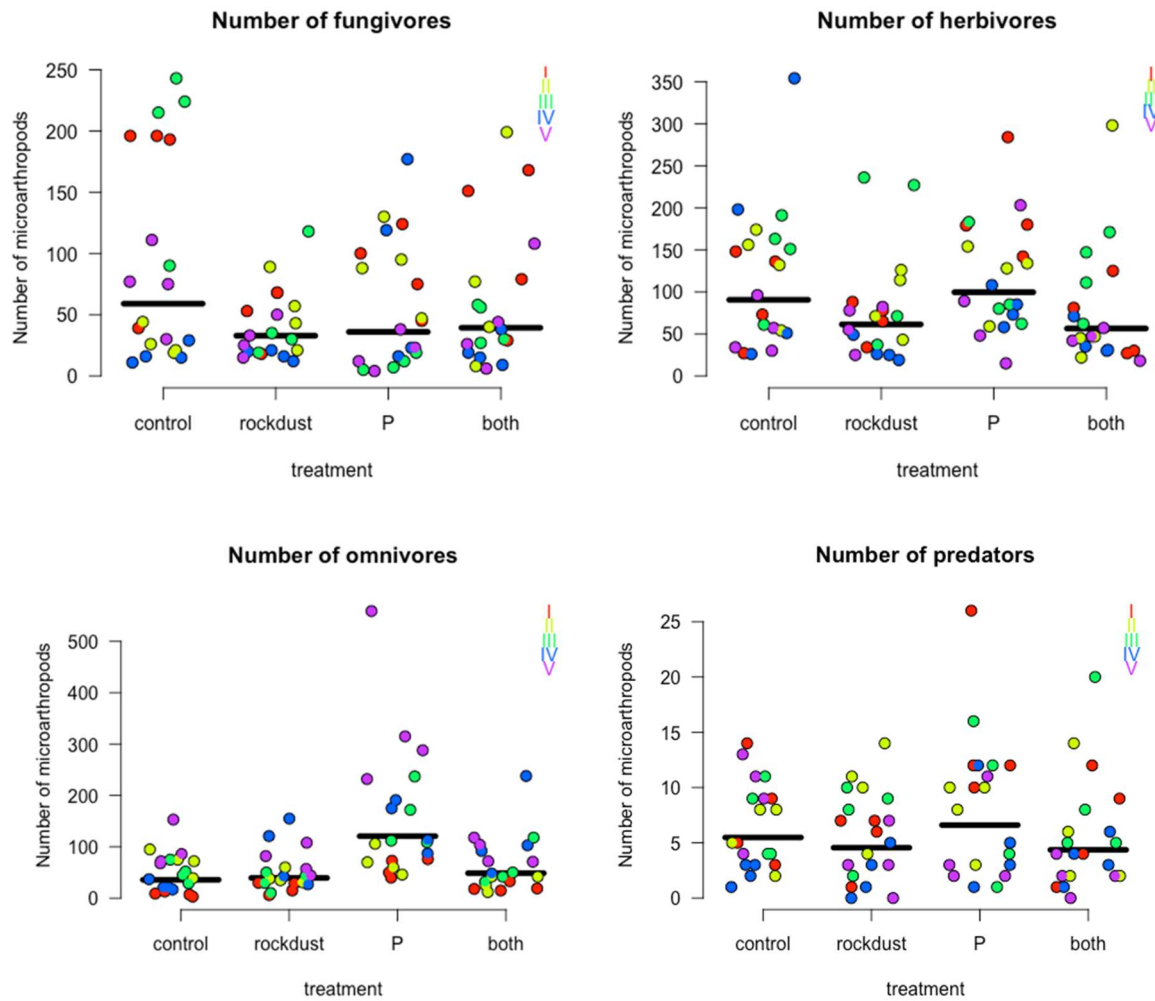 Number of fungivores
Number of microarthropods
250
200
150
100
50
0
control rockdust P both
treatment
I
II
III
IV
V
Number of herbivores
Number of microarthropods
350
300
250
200
150
100
50
0
control rockdust P both
treatment
I
II
III
IV
V
Number of omnivores
Number of microarthropods
500
400
300
200
100
0
control rockdust P both
treatment
I
II
III
IV
V
Number of predators
Number of microarthropods
25
20
15
10
5
0
control rockdust P both
treatment
I
II
III
IV
V